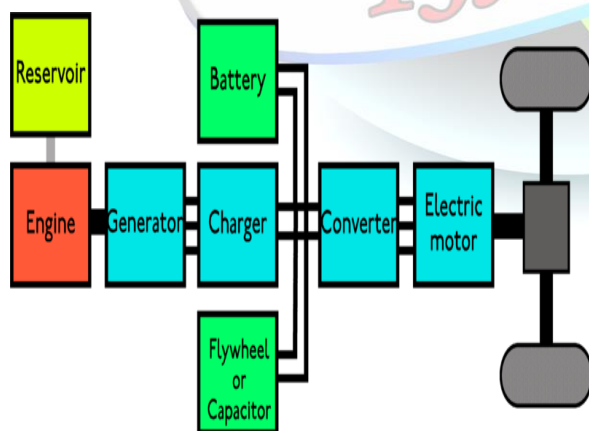 Reservoir
Battery
Engine
Generator
Charger
Converter
Electric
motor
Flywheel
or
Capacitor